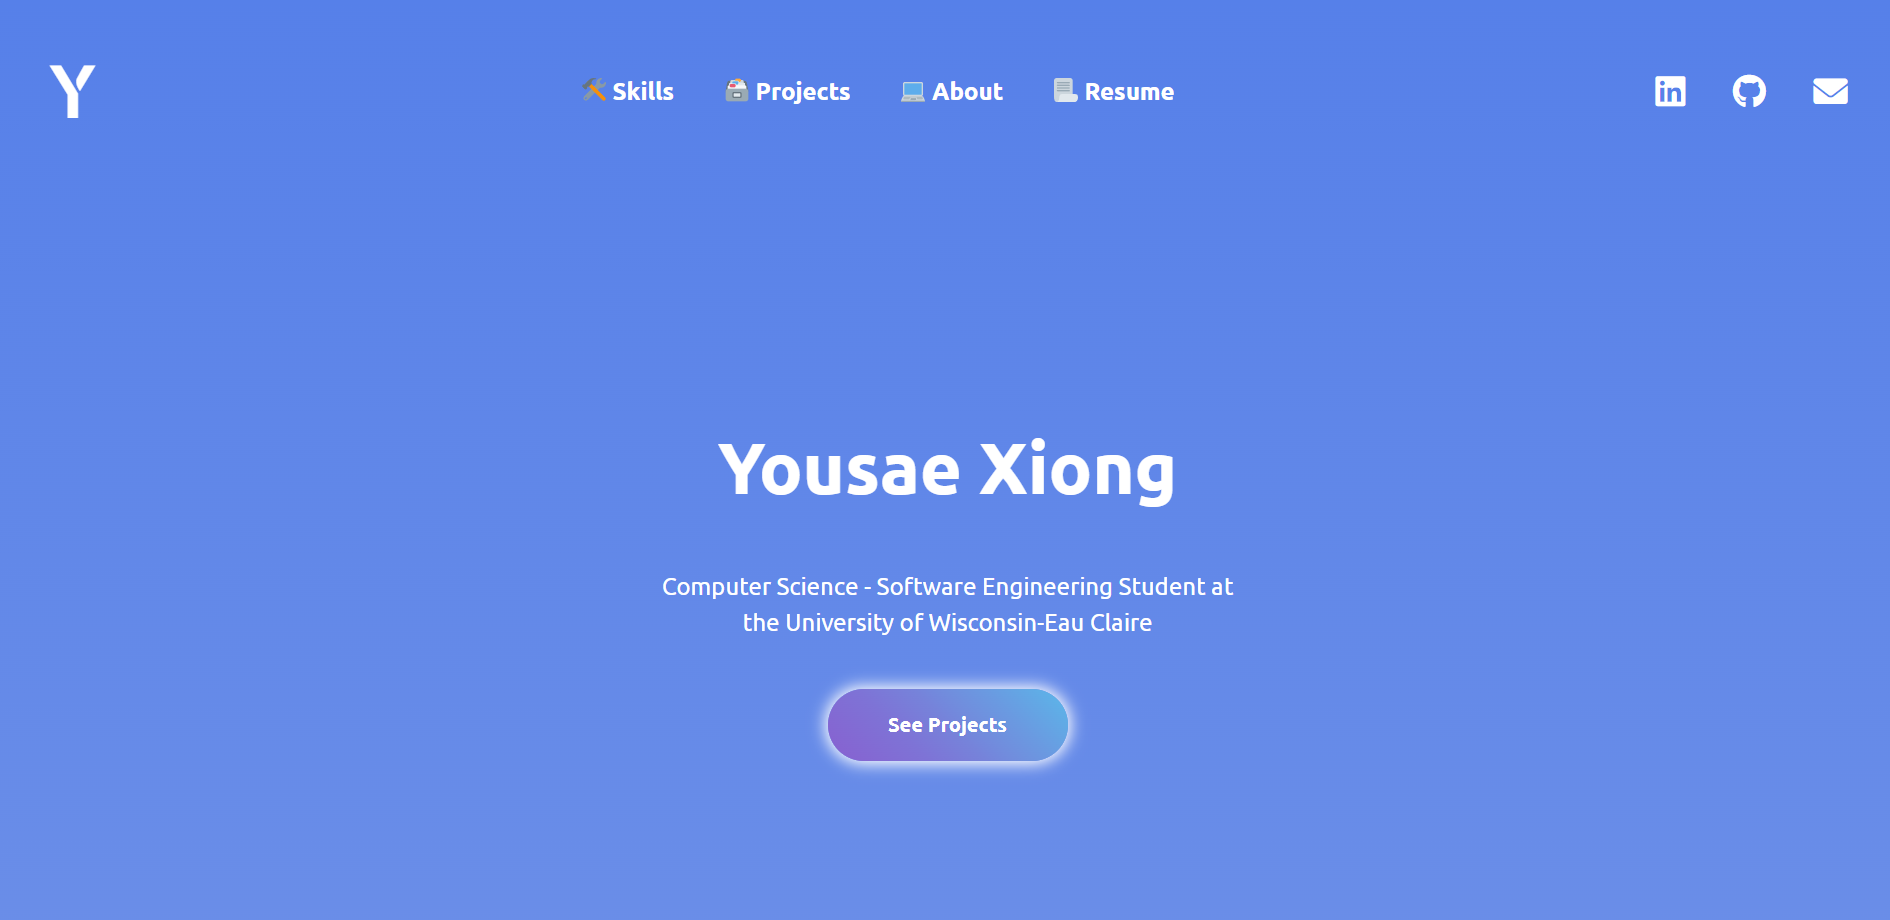 Y
Skills
Projects
About
Resume
in
Yousae Xiong
Computer Science - Software Engineering Student at
the University of Wisconsin-Eau Claire
See Projects